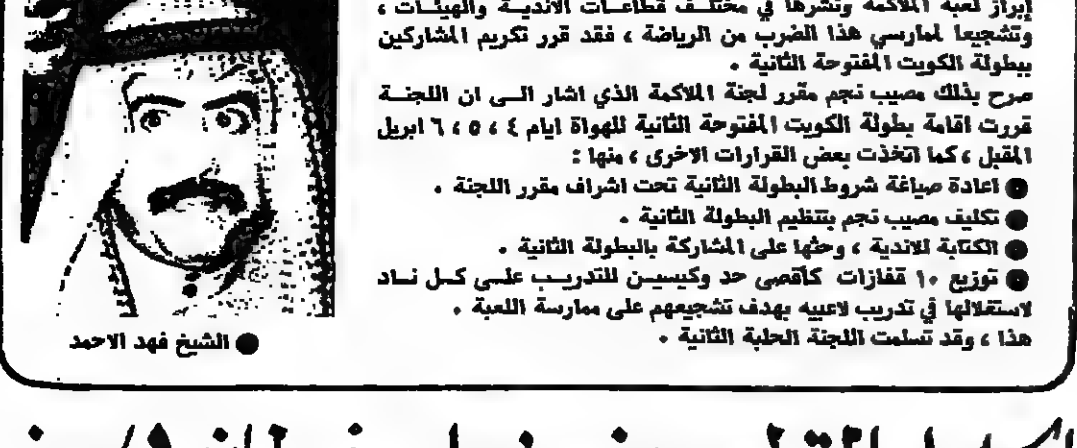 إبراز لعبة الملاكمة ونشرها في مختلف قطاعات الاندية والهيئات ،
وتشجيعا لممارسي هذا الضرب من الرياضة ، فقد قرر تكريم المشاركين
ببطولة الكويت المفتوحة الثانية .
صرح بذلك مصيب نجم مقرر لجنة الملاكمة الذي اشار الى ان اللجنة
قررت اقامة بطولة الكويت المفتوحة الثانية للهواة ايام ٤ ، ٥ ، ٦ ابريل
المقبل ، كما اتخذت بعض القرارات الاخرى ، منها :
● اعادة صياغة شروط البطولة الثانية تحت اشراف مقرر اللجنة .
● تكليف مصيب نجم بتنظيم البطولة الثانية .
● الكتابة للاندية ، وحثها على المشاركة بالبطولة الثانية .
● توزيع ١٠ قفازات كأقصى حد وكيسين للتدريب على كل ناد
لاستغلالها في تدريب لاعبيه بهدف تشجيعهم على ممارسة اللعبة .
هذا ، وقد تسلمت اللجنة الحلبة الثانية .
● الشيخ فهد الاحمد